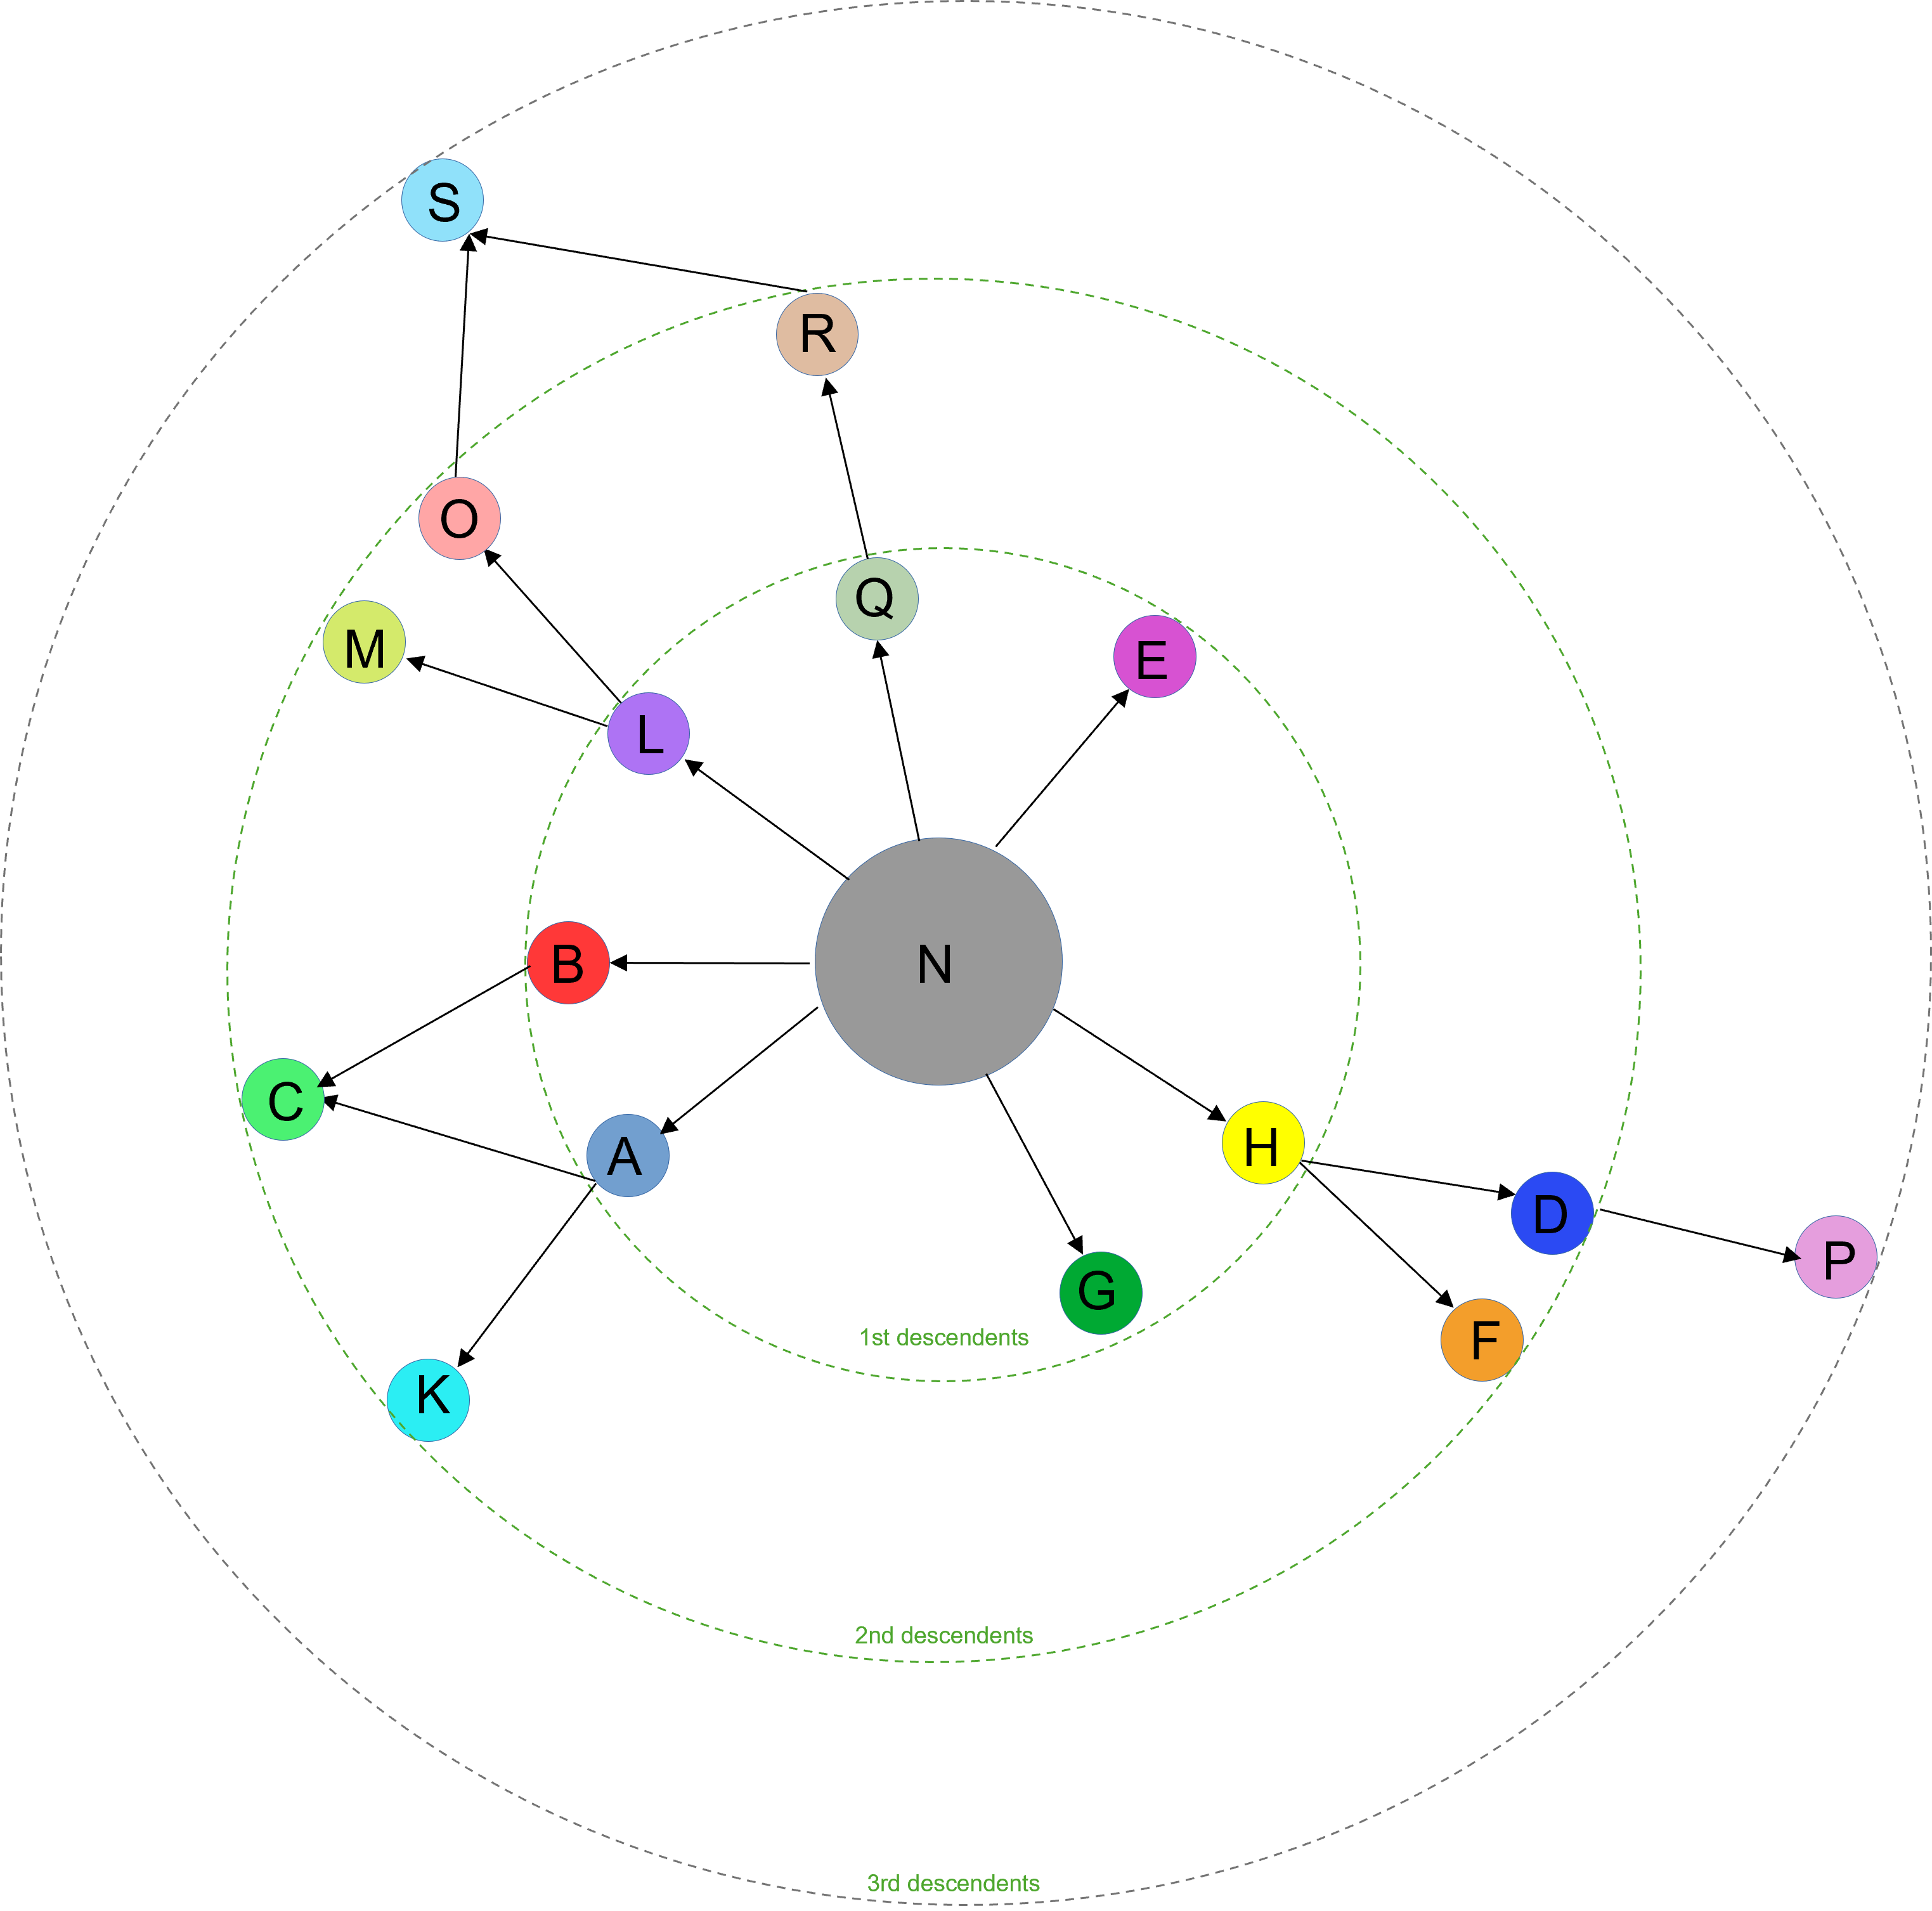 S
R
O
Q
M
E
L
B
N
C
A
H
D
P
G
F
1st descendents
K
2nd descendents
3rd descendents